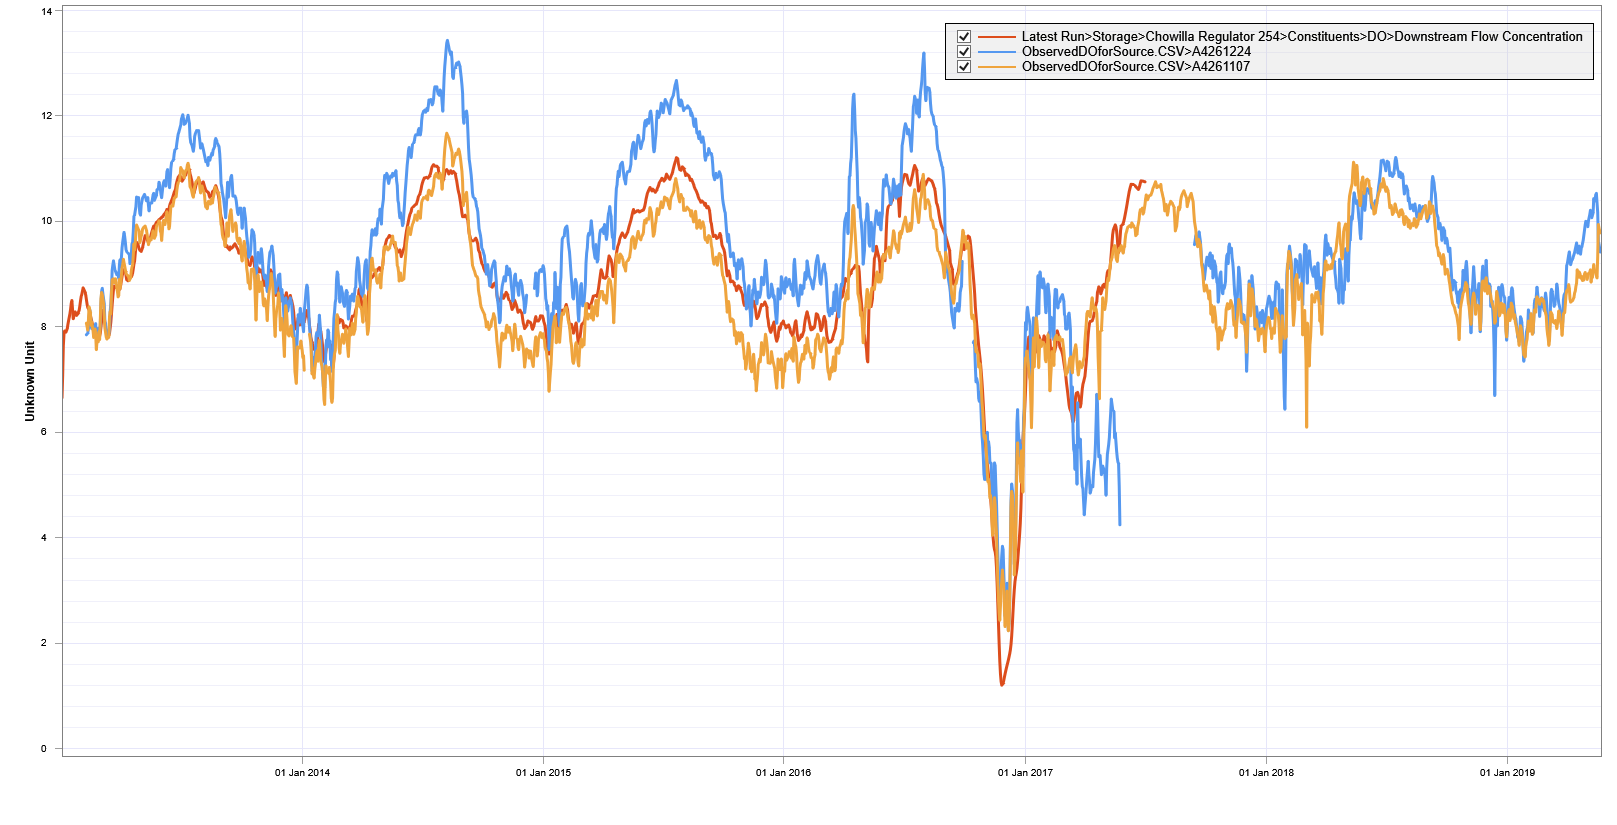 14
Latest Run>Storage>Chowilla Regulator 254>Constituents>DO>Downstream Flow Concentration
ObservedDOforSource.CSV>A4261224
ObservedDOforSource.CSV>A4261107
12
10
8
Unknown Unit
6
4
2
0
01 Jan 2014
01 Jan 2015
01 Jan 2016
01 Jan 2017
01 Jan 2018
01 Jan 2019